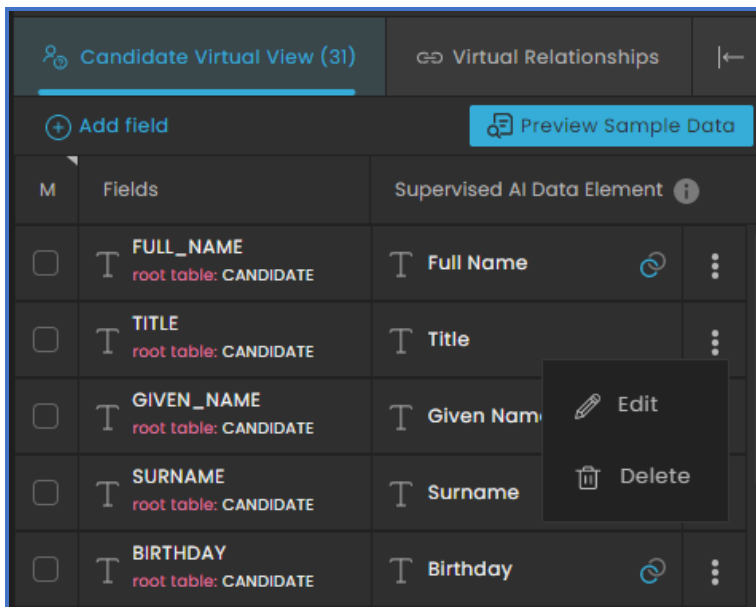 Candidate Virtual View (31)
Virtual Relationships
Add field
Preview Sample Data
M
Fields
Supervised AI Data Element
FULL_NAME
root table: CANDIDATE
Full Name
TITLE
root table: CANDIDATE
Title
GIVEN_NAME
root table: CANDIDATE
Given
Edit
SURNAME
root table: CANDIDATE
Surname
Delete
BIRTHDAY
root table: CANDIDATE
Birthday